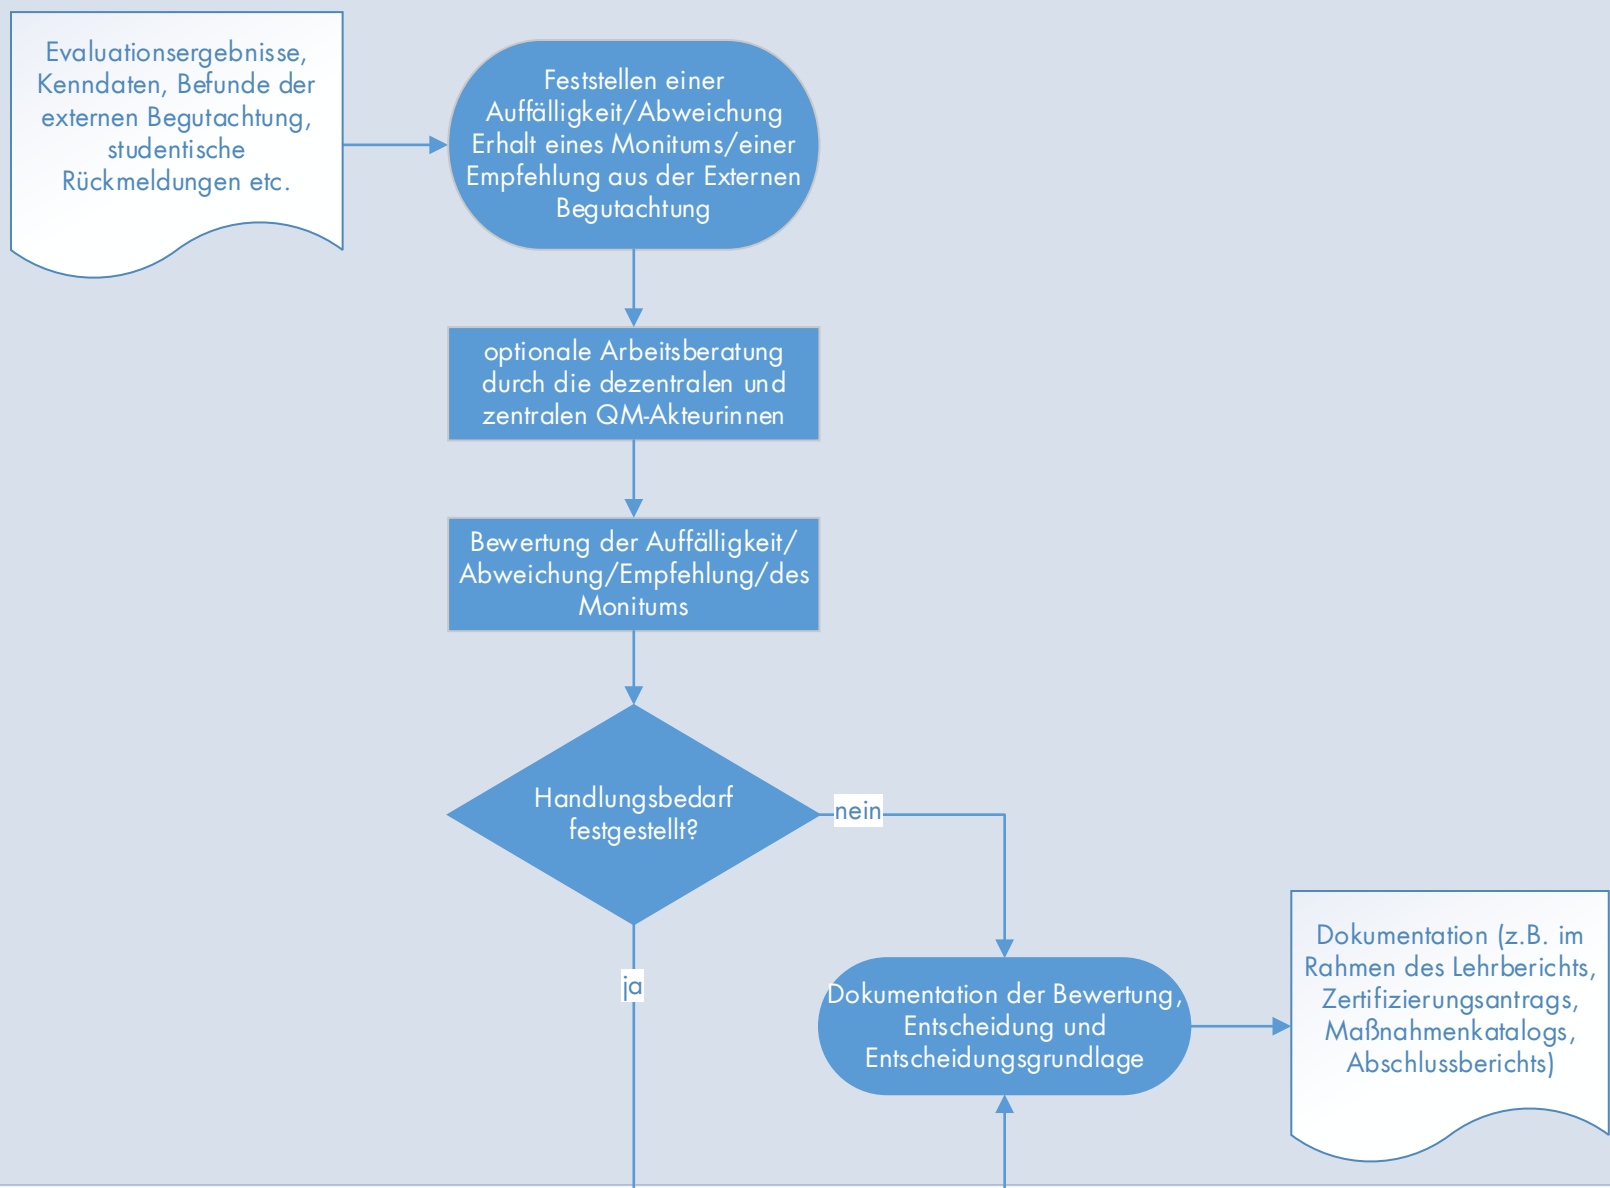 Evaluationsergebnisse,
Kenndaten, Befunde der
externen Begutachtung,
studentische
Rückmeldungen etc.
Feststellen einer
Auffälligkeit/Abweichung
Erhalt eines Monitums/einer
Empfehlung aus der Externen
Begutachtung
optionale Arbeitsberatung
durch die dezentralen und
zentralen QM-Akteurinnen
Bewertung der Auffälligkeit/
Abweichung/Empfehlung/des
Monitums
Handlungsbedarf
festgestellt?
nein
ja
Dokumentation der Bewertung,
Entscheidung und
Entscheidungsgrundlage
Dokumentation (z.B. im
Rahmen des Lehrberichts,
Zertifizierungsantrags,
Maßnahmenkatalogs,
Abschlussberichts)